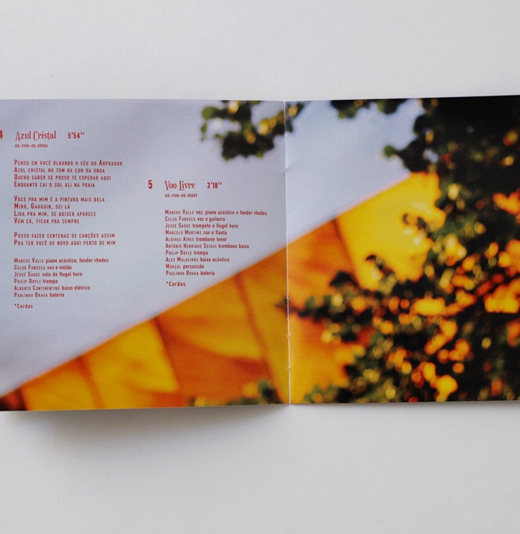 4 Azul Cristal 5'54"
Penso em você olhando o céu do Arpoador
Azul cristal no tom da cor da onda
Quero saber se posso te esperar aqui
Enquanto cai o sol ali na praia
Você pra mim é a pintura mais bela
Miró, Gauguin, sei lá
Liga pra mim, se quiser aparece
Vem cá, ficar pra sempre
Posso fazer centenas de canções assim
Pra ter você de novo aqui perto de mim
Marcos Valle piano acústico, fender rhodes
Celso Fonseca voz e violão
Jessé Sadoc solo de flugel horn
Philip Doyle trompa
Alberto Continentino baixo elétrico
Paulinho Braga bateria
*Cordas
5 Voo Livre 3'18"
Marcos Valle voz, piano acústico e fender rhodes
Celso Fonseca voz e guitarra
Jessé Sadoc trompete e flugel horn
Marcelo Martins sax e flauta
Aldivas Ayres trombone tenor
Antonio Henrique Seixas trombone baixo
Philip Doyle trompa
Alex Malheiros baixo acústico
Marçal percussão
Paulinho Braga bateria
*Cordas